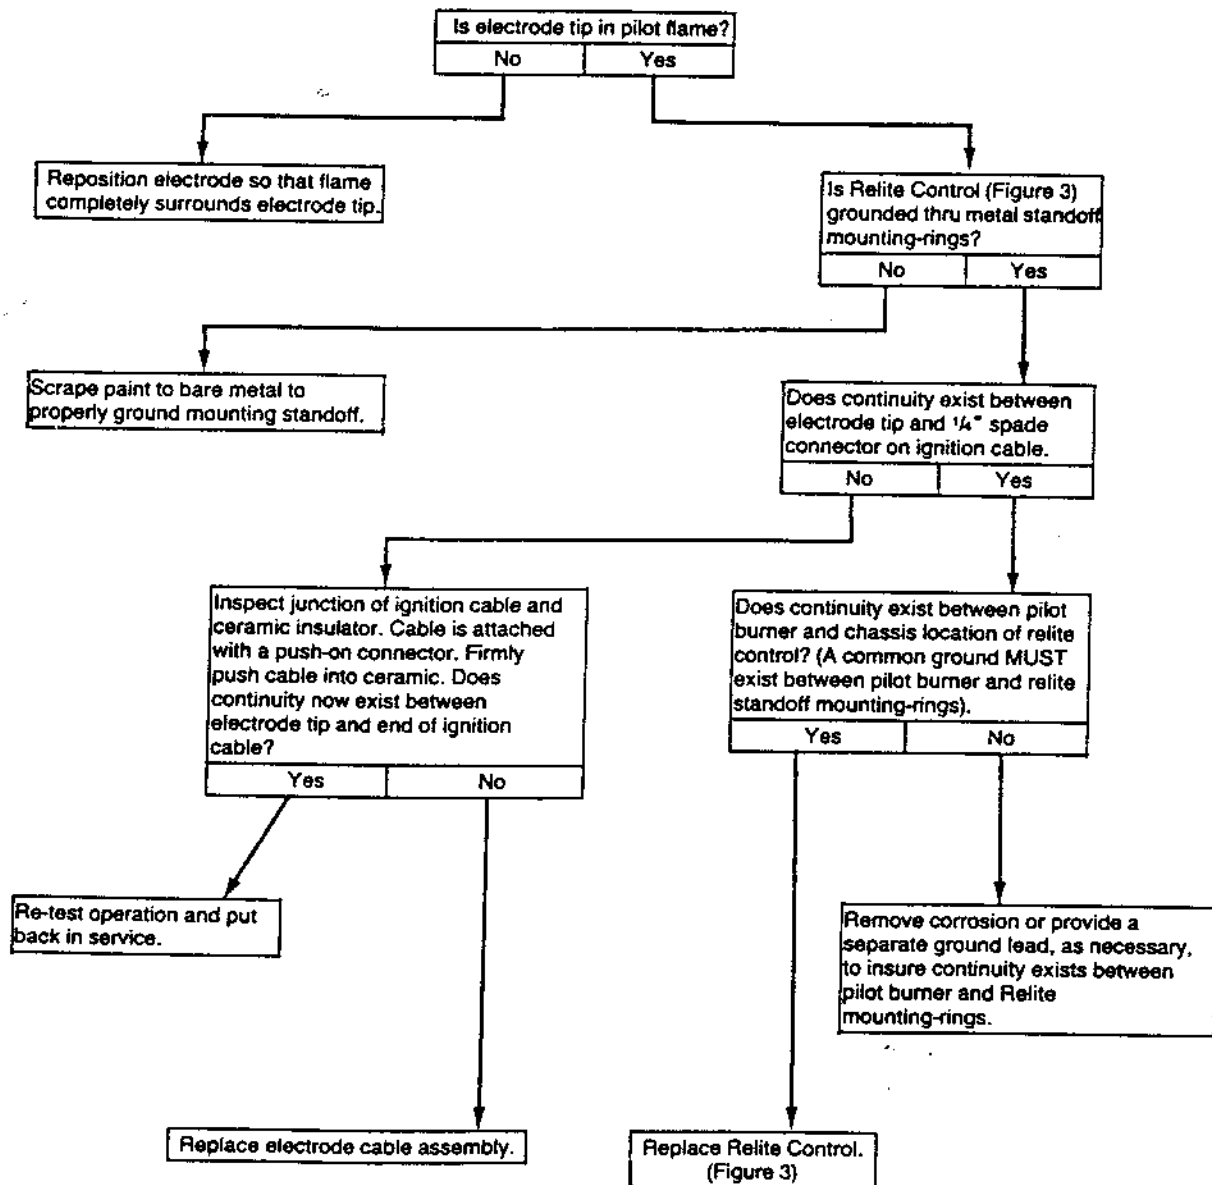 Is electrode tip in pilot flame?
No Yes
Reposition electrode so that flame
completely surrounds electrode tip.
Is Relite Control (Figure 3)
grounded thru metal standoff
mounting-rings?
No Yes
Scrape paint to bare metal to
properly ground mounting standoff.
Does continuity exist between
electrode tip and 1/4" spade
connector on ignition cable.
No Yes
Inspect junction of ignition cable and
ceramic insulator. Cable is attached
with a push-on connector. Firmly
push cable into ceramic. Does
continuity now exist between
electrode tip and end of ignition
cable?
Yes No
Does continuity exist between pilot
burner and chassis location of relite
control? (A common ground MUST
exist between pilot burner and relite
standoff mounting-rings).
Yes No
Re-test operation and put
back in service.
Remove corrosion or provide a
separate ground lead, as necessary,
to insure continuity exists between
pilot burner and Relite
mounting-rings.
Replace electrode cable assembly.
Replace Relite Control.
(Figure 3)